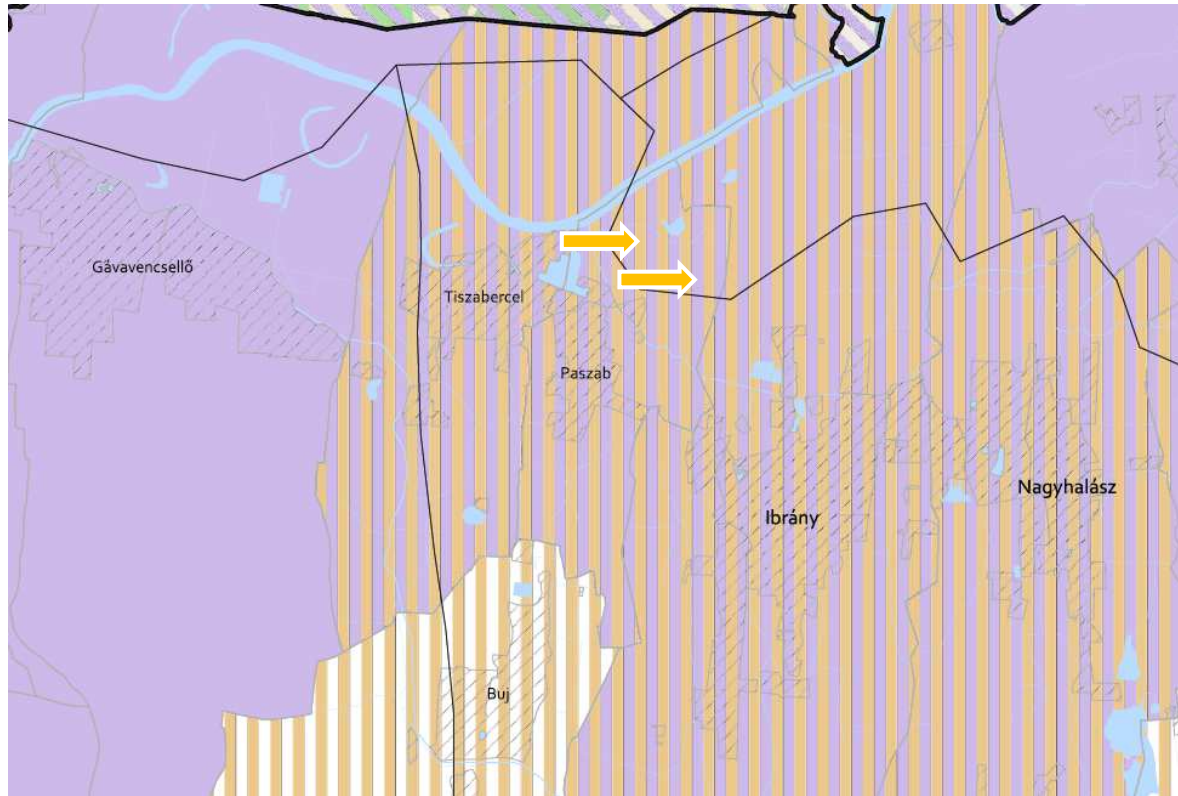 Gávavencsellő
Tiszabercel
Paszab
Nagyhalász
Ibrány
Buj